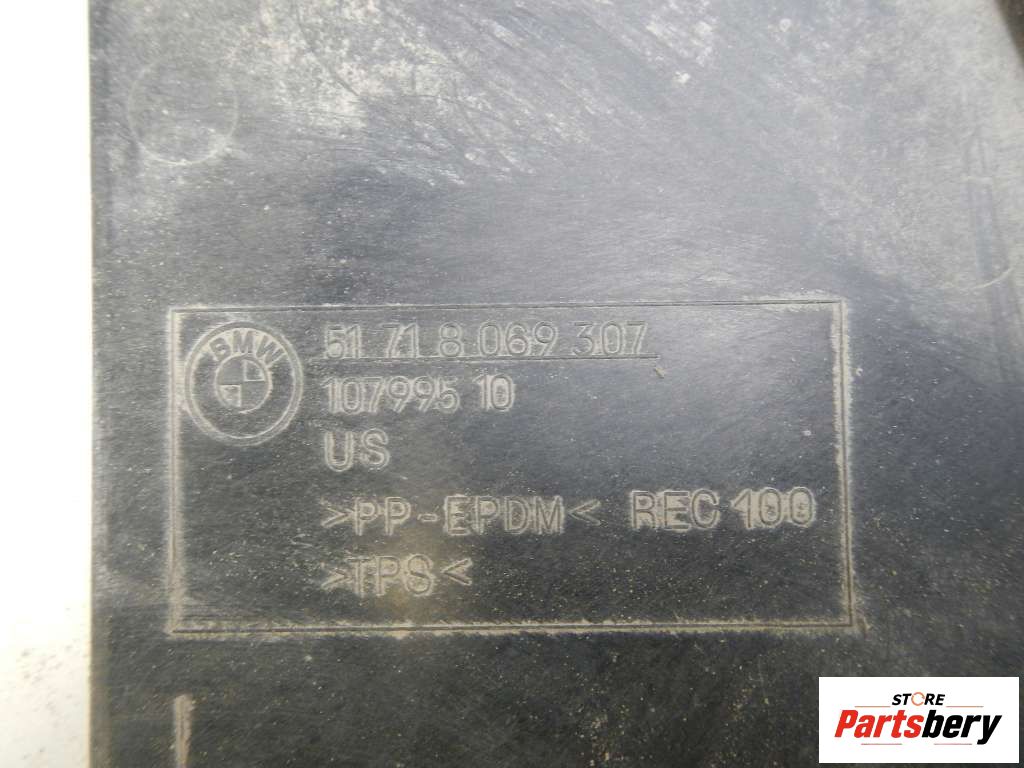 BMW
51 71 8 069 307
107995 10
US
>PP-EPDM< REC 100
>TPS<
STORE
Partsbery